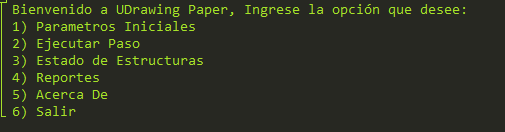 Bienvenido a UDrawing Paper, Ingrese la opción que desee:
1) Parametros Iniciales
2) Ejecutar Paso
3) Estado de Estructuras
4) Reportes
5) Acerca De
6) Salir